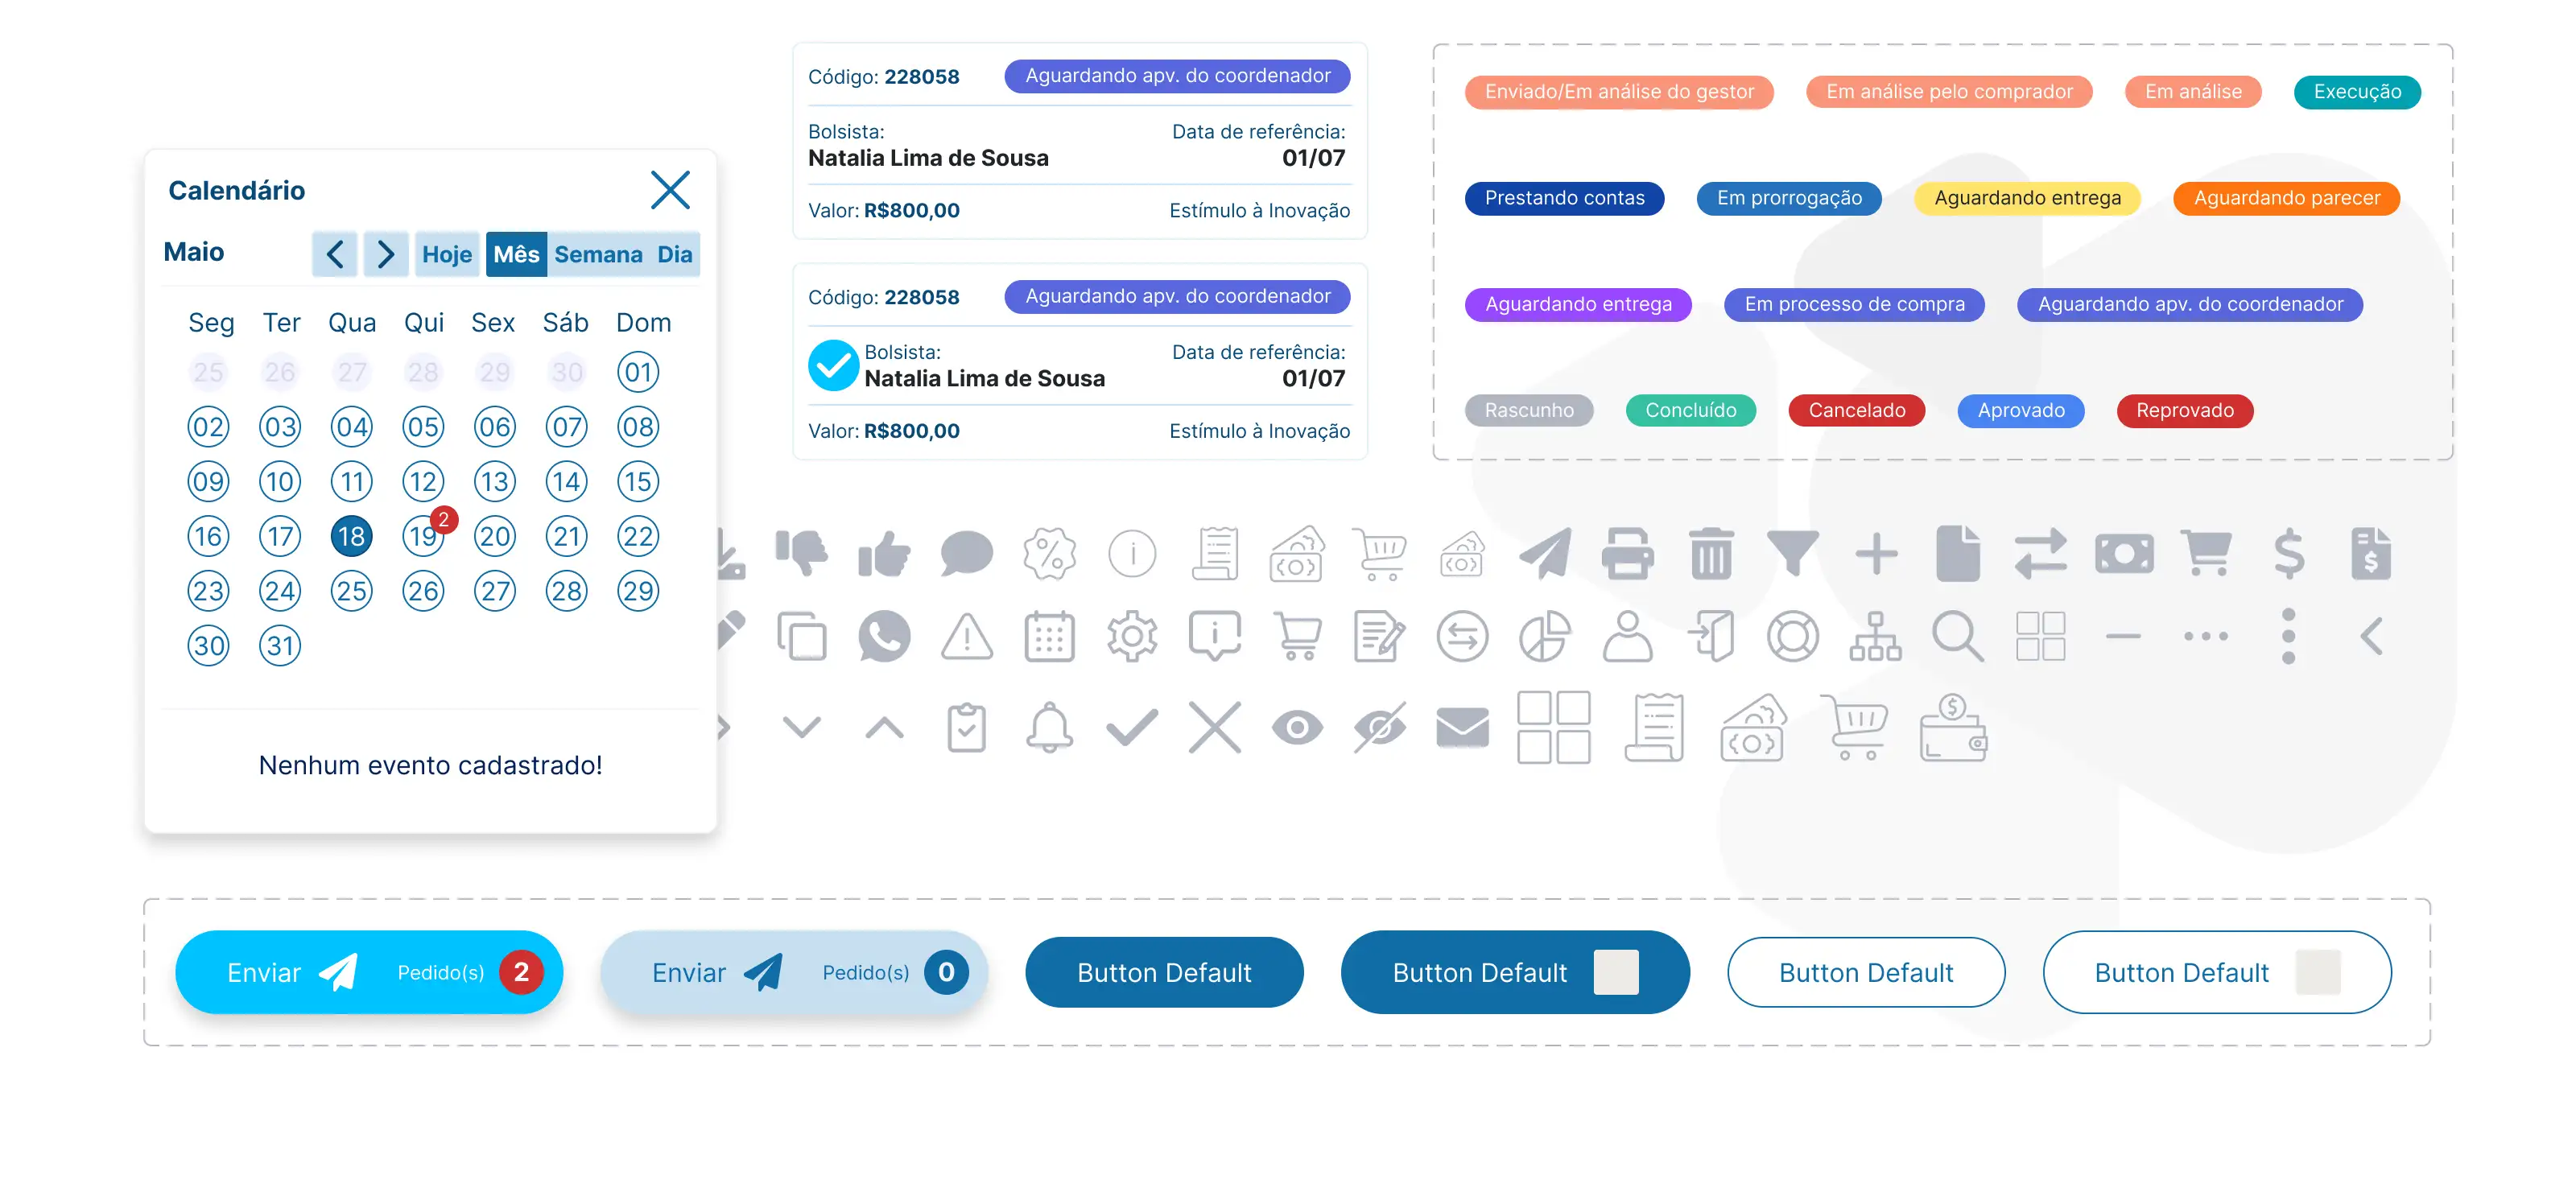 Calendário
Maio
Hoje Mês Semana Dia
Seg Ter Qua Qui Sex Sáb Dom
25 26 27 28 29 30 01
02 03 04 05 06 07 08
09 10 11 12 13 14 15
16 17 18 19 2 20 21 22
23 24 25 26 27 28 29
30 31
Nenhum evento cadastrado!
Código: 228058 Aguardando apv. do coordenador
Bolsista: Data de referência:
Natalia Lima de Sousa 01/07
Valor: R$800,00 Estímulo à Inovação
Código: 228058 Aguardando apv. do coordenador
Bolsista: Data de referência:
Natalia Lima de Sousa 01/07
Valor: R$800,00 Estímulo à Inovação
Enviado/Em análise do gestor Em análise pelo comprador Em análise Execução
Prestando contas Em prorrogação Aguardando entrega Aguardando parecer
Aguardando entrega Em processo de compra Aguardando apv. do coordenador
Rascunho Concluído Cancelado Aprovado Reprovado
Enviar Pedido(s) 2
Enviar Pedido(s) 0
Button Default
Button Default
Button Default
Button Default